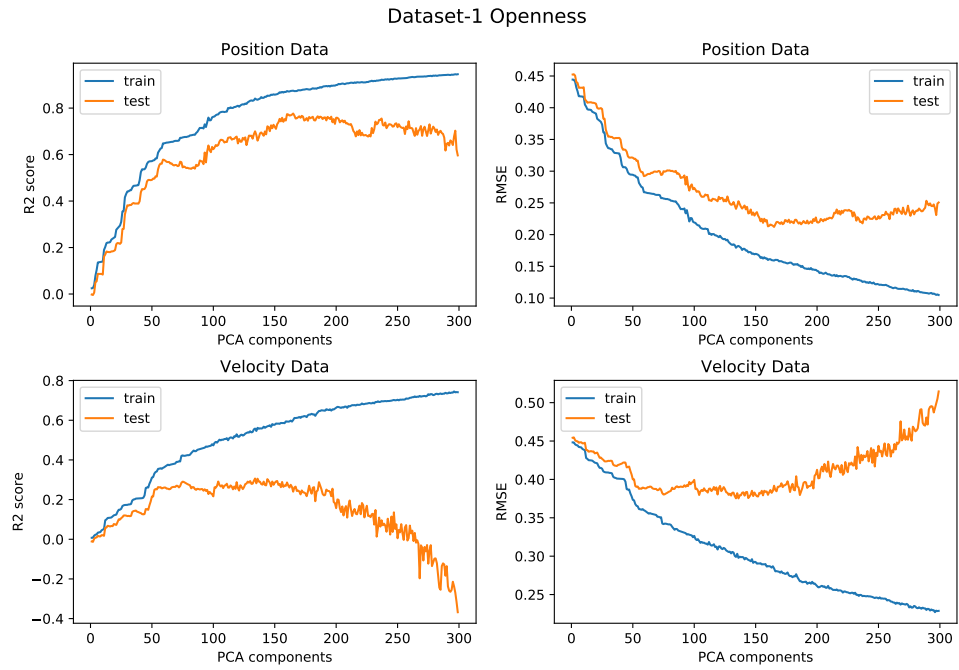 Dataset-1 Openness
Position Data
R2 score
0.8
0.6
0.4
0.2
0.0
train
test
0 50 100 150 200 250 300
PCA components
Position Data
RMSE
0.45
0.40
0.35
0.30
0.25
0.20
0.15
0.10
train
test
0 50 100 150 200 250 300
PCA components
Velocity Data
R2 score
0.8
0.6
0.4
0.2
0.0
−0.2
−0.4
train
test
0 50 100 150 200 250 300
PCA components
Velocity Data
RMSE
0.50
0.45
0.40
0.35
0.30
0.25
train
test
0 50 100 150 200 250 300
PCA components